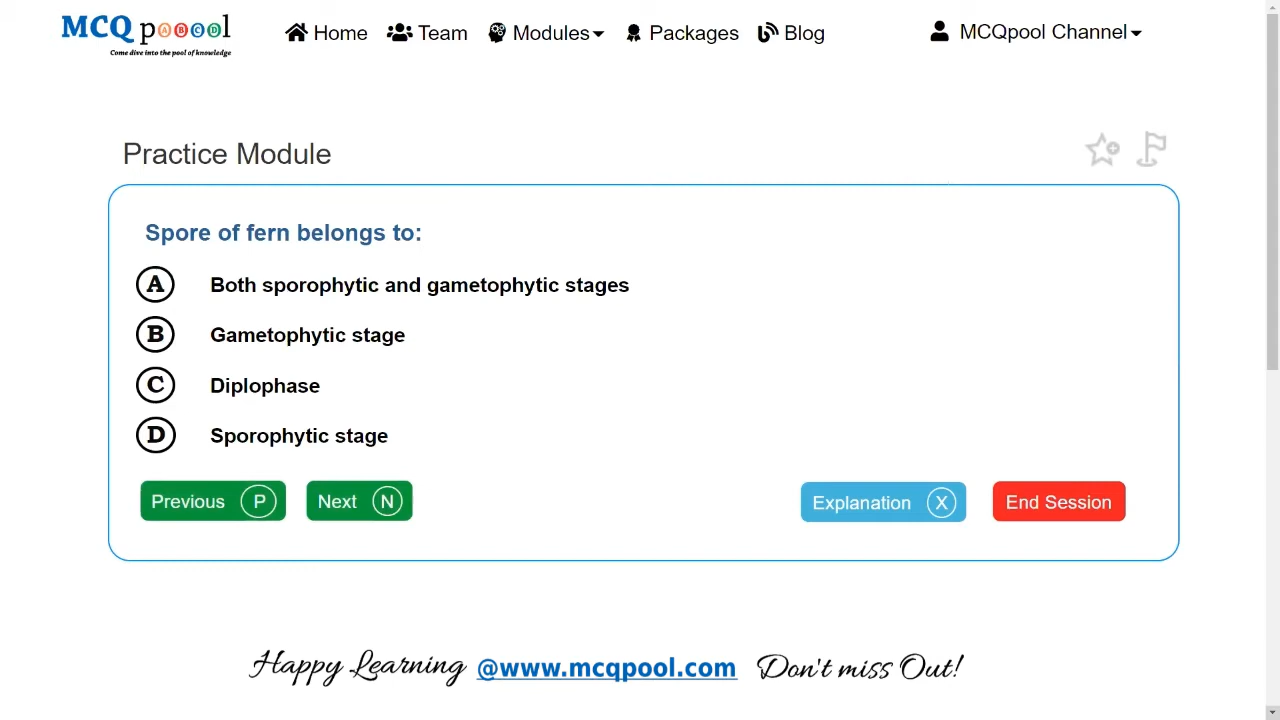 MCQ pABCDl
Come dive into the pool of knowledge
Home Team Modules Packages Blog MCQpool Channel
Practice Module
Spore of fern belongs to:
A Both sporophytic and gametophytic stages
B Gametophytic stage
C Diplophase
D Sporophytic stage
Previous P Next N Explanation X End Session
Happy Learning @www.mcqpool.com Don't miss Out!